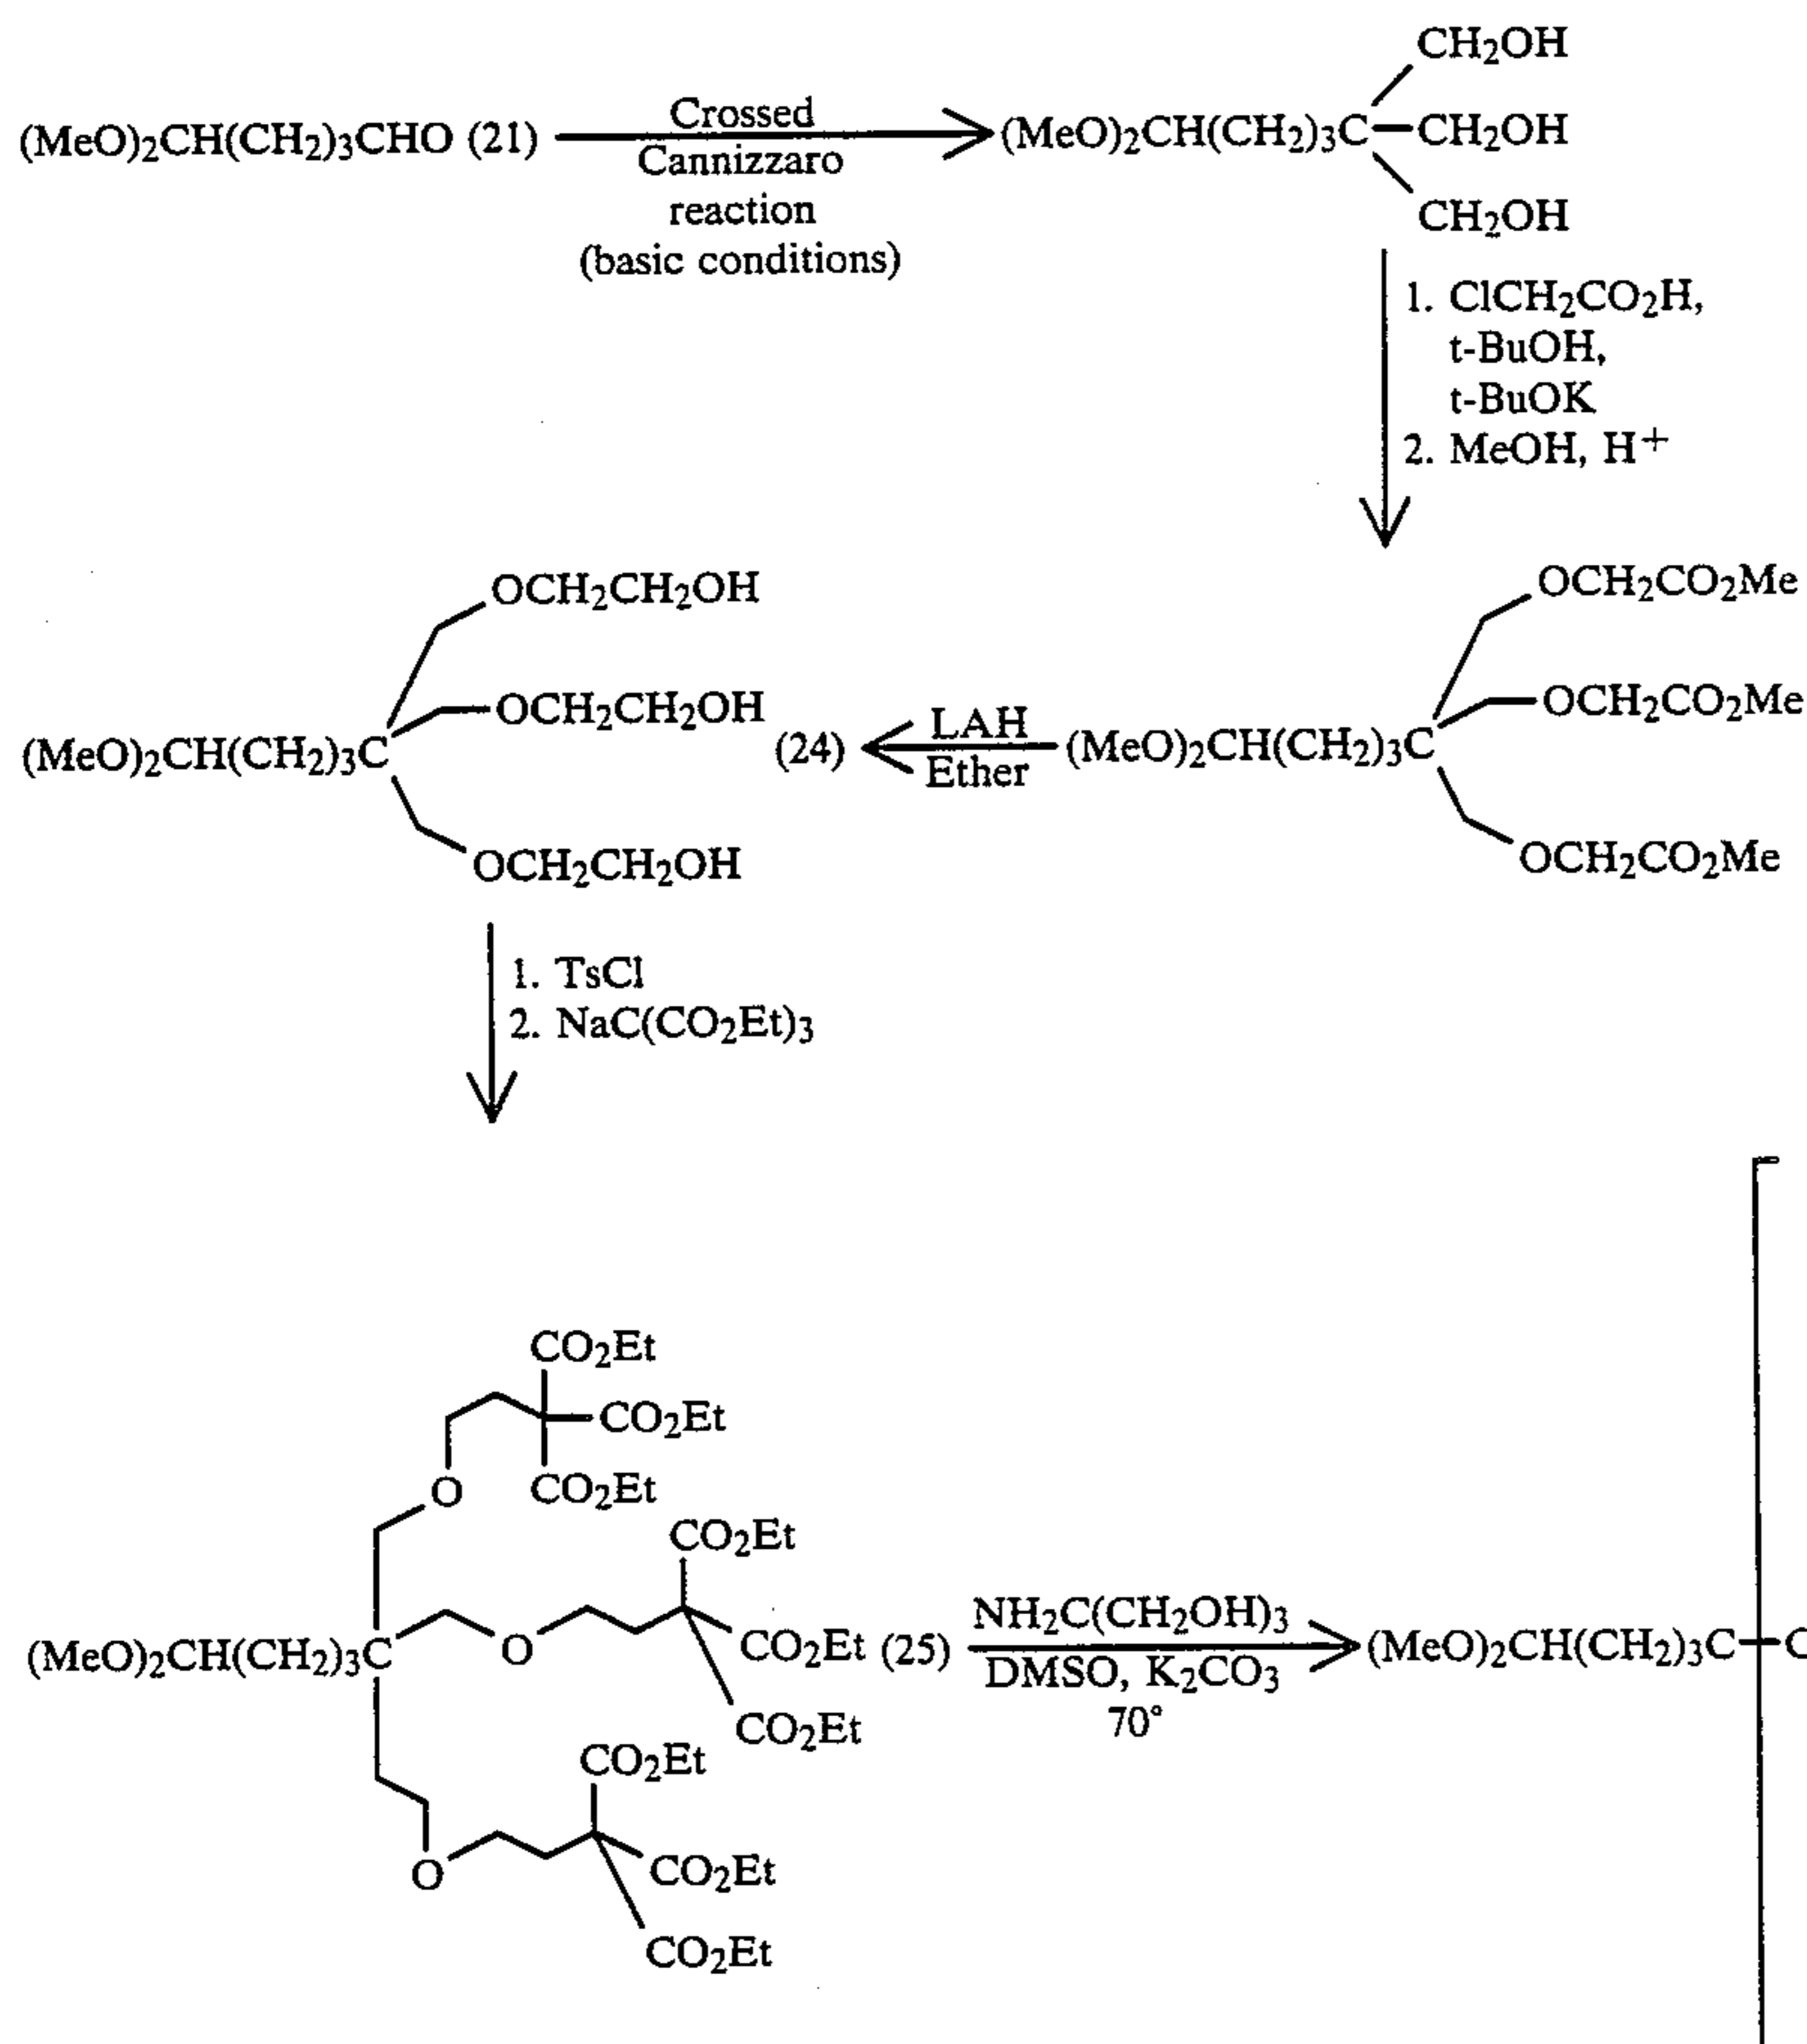 (MeO)₂CH(CH₂)₃CHO (21)
Crossed
Cannizzaro
reaction
(basic conditions)
CH₂OH
(MeO)₂CH(CH₂)₃C CH₂OH
CH₂OH
1. ClCH₂CO₂H,
t-BuOH,
t-BuOK
2. MeOH, H⁺
OCH₂CO₂Me
OCH₂CO₂Me
(MeO)₂CH(CH₂)₃C
OCH₂CO₂Me
LAH
Ether
OCH₂CH₂OH
OCH₂CH₂OH
(MeO)₂CH(CH₂)₃C (24)
OCH₂CH₂OH
1. TsCl
2. NaC(CO₂Et)₃
CO₂Et
CO₂Et
CO₂Et
O
CO₂Et
(MeO)₂CH(CH₂)₃C O CO₂Et (25)
CO₂Et
CO₂Et
O CO₂Et
CO₂Et
NH₂C(CH₂OH)₃
DMSO, K₂CO₃
70°
(MeO)₂CH(CH₂)₃C